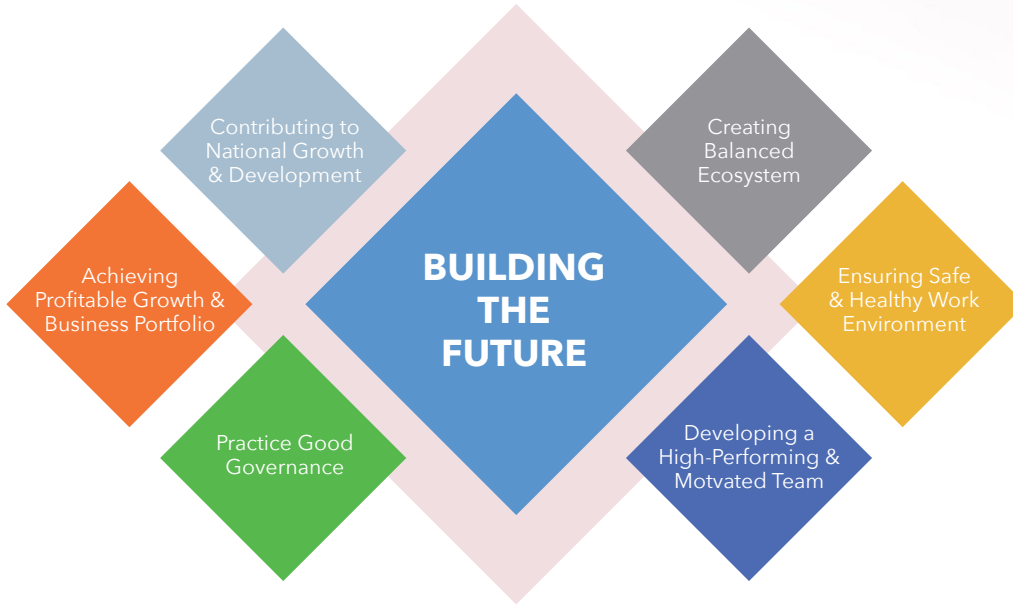 Contributing to
National Growth
& Development
Creating
Balanced
Ecosystem
Achieving
Profitable Growth &
Business Portfolio
BUILDING
THE
FUTURE
Ensuring Safe
& Healthy Work
Environment
Practice Good
Governance
Developing a
High-Performing &
Motvated Team